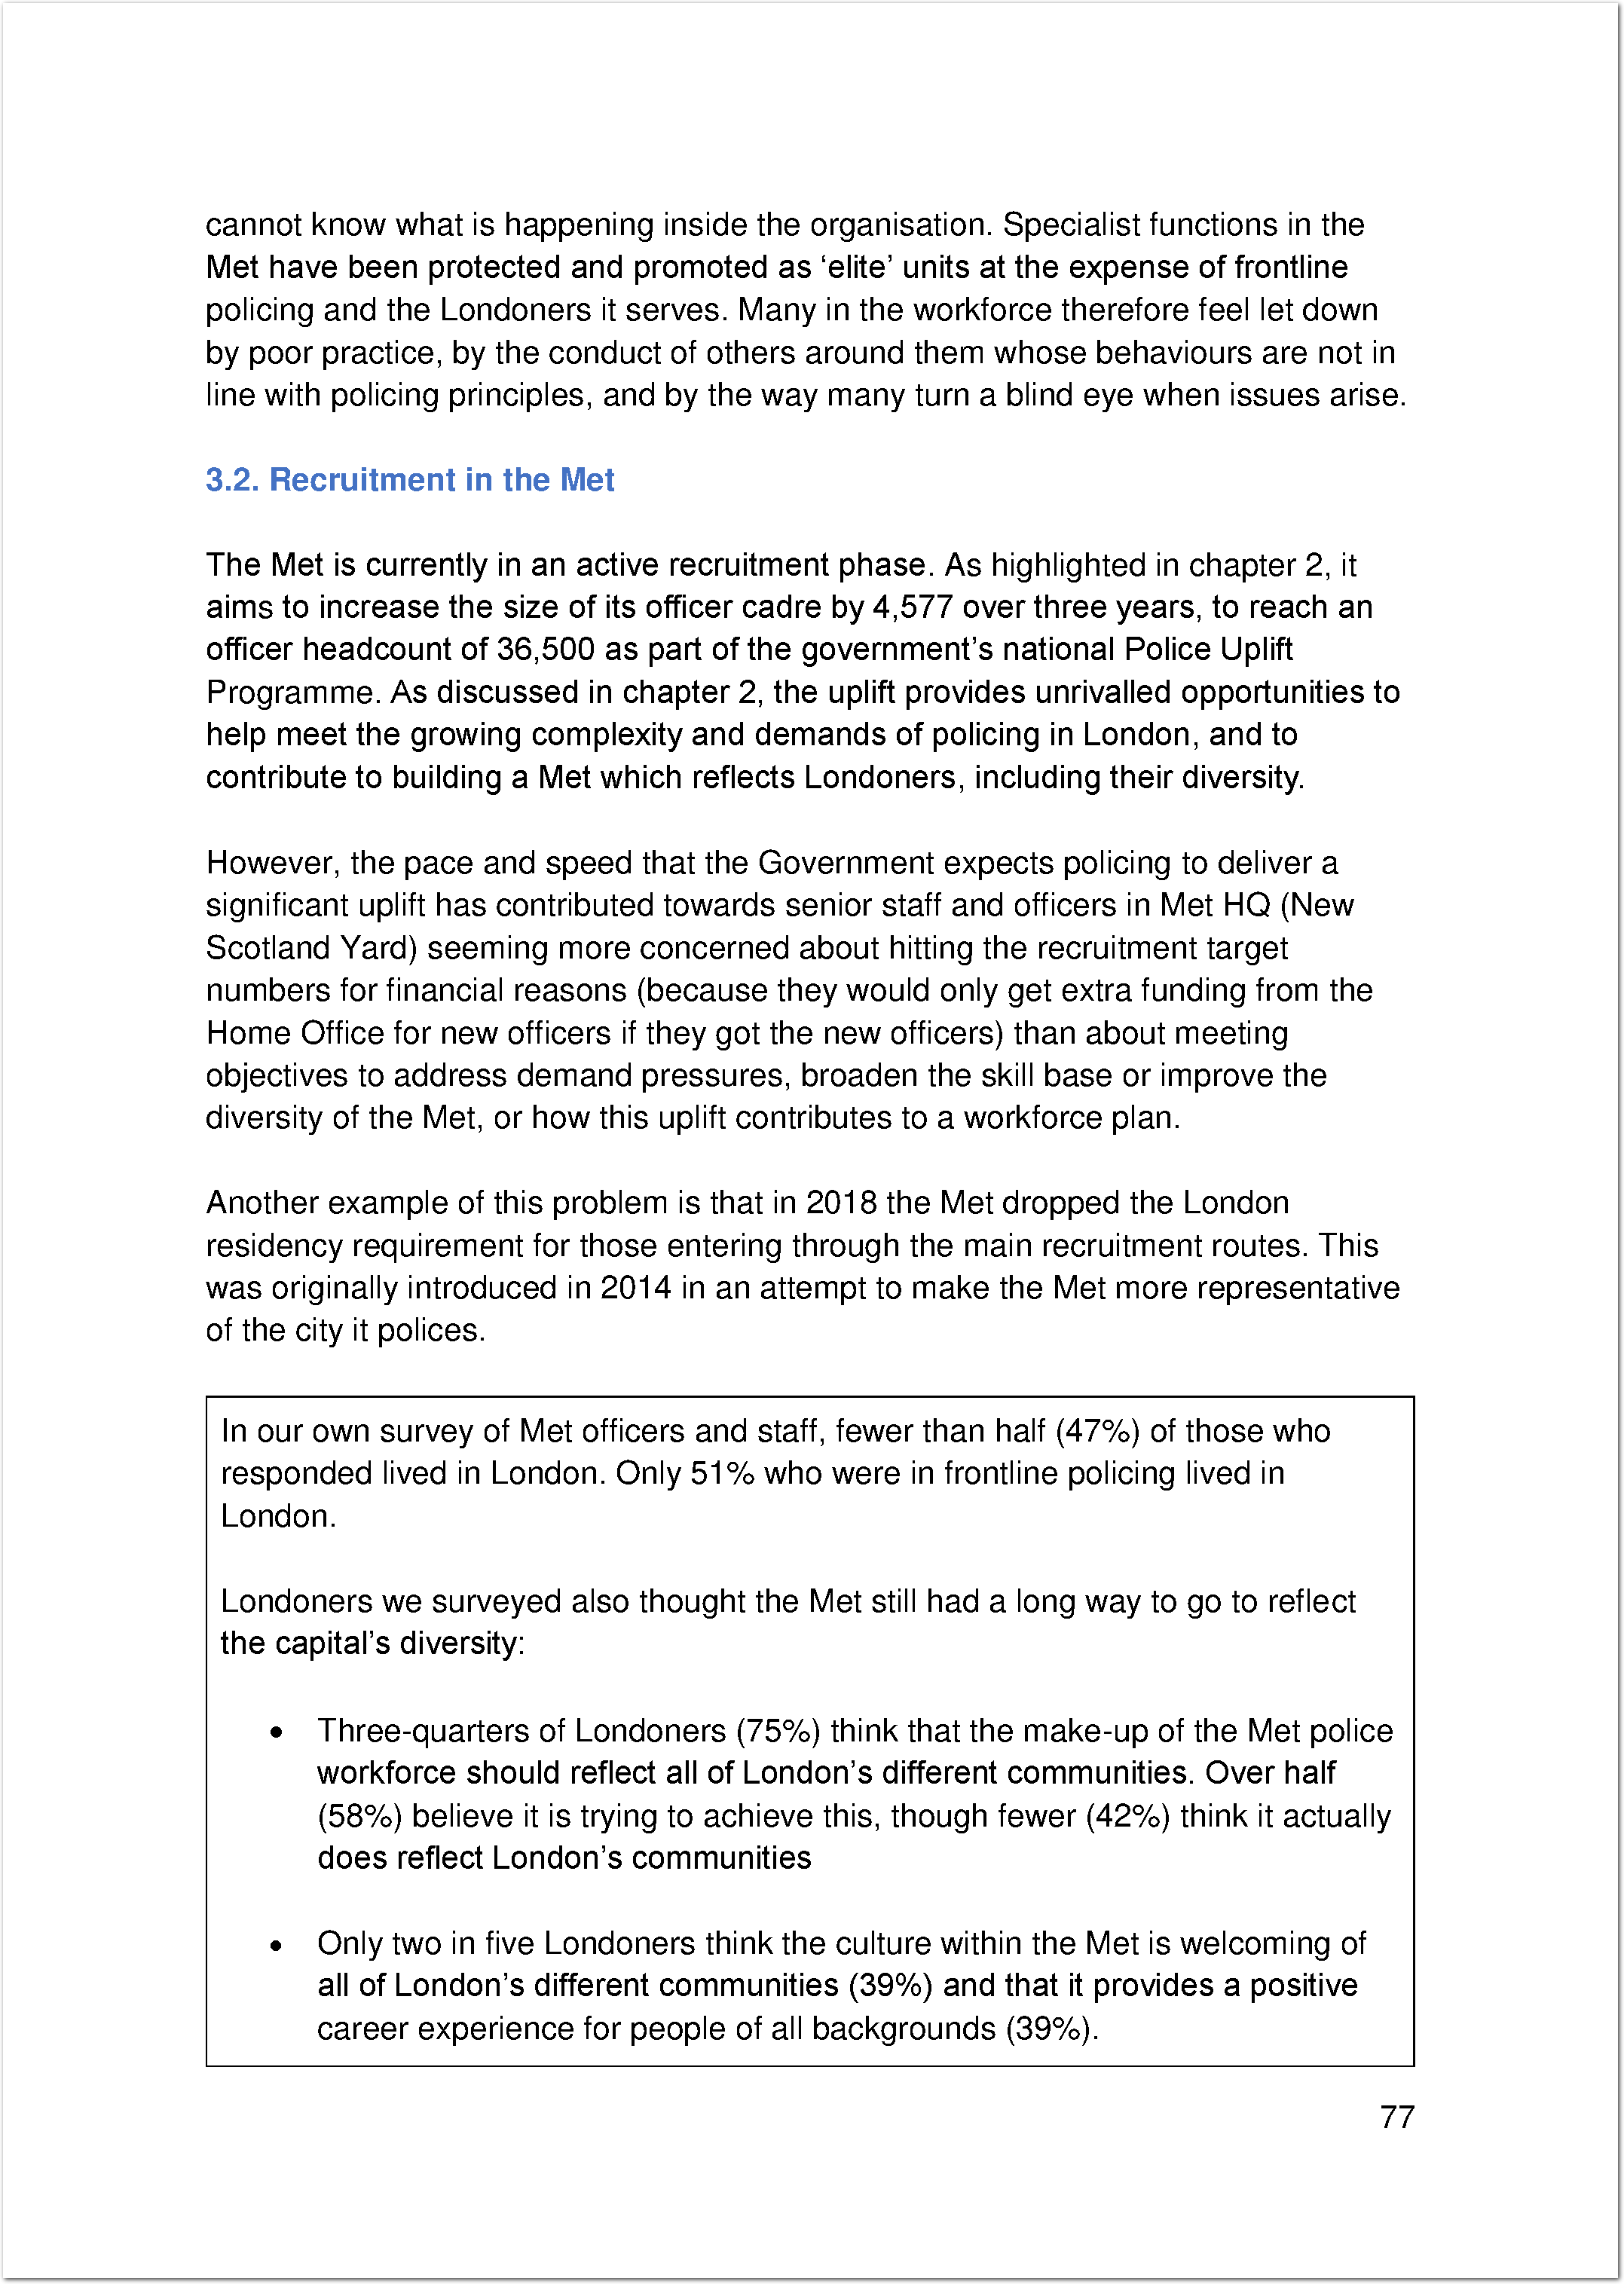 cannot know what is happening inside the organisation. Specialist functions in the
Met have been protected and promoted as ‘elite’ units at the expense of frontline
policing and the Londoners it serves. Many in the workforce therefore feel let down
by poor practice, by the conduct of others around them whose behaviours are not in
line with policing principles, and by the way many turn a blind eye when issues arise.
3.2. Recruitment in the Met
The Met is currently in an active recruitment phase. As highlighted in chapter 2, it
aims to increase the size of its officer cadre by 4,577 over three years, to reach an
officer headcount of 36,500 as part of the government’s national Police Uplift
Programme. As discussed in chapter 2, the uplift provides unrivalled opportunities to
help meet the growing complexity and demands of policing in London, and to
contribute to building a Met which reflects Londoners, including their diversity.
However, the pace and speed that the Government expects policing to deliver a
significant uplift has contributed towards senior staff and officers in Met HQ (New
Scotland Yard) seeming more concerned about hitting the recruitment target
numbers for financial reasons (because they would only get extra funding from the
Home Office for new officers if they got the new officers) than about meeting
objectives to address demand pressures, broaden the skill base or improve the
diversity of the Met, or how this uplift contributes to a workforce plan.
Another example of this problem is that in 2018 the Met dropped the London
residency requirement for those entering through the main recruitment routes. This
was originally introduced in 2014 in an attempt to make the Met more representative
of the city it polices.
In our own survey of Met officers and staff, fewer than half (47%) of those who
responded lived in London. Only 51% who were in frontline policing lived in
London.
Londoners we surveyed also thought the Met still had a long way to go to reflect
the capital’s diversity:
• Three-quarters of Londoners (75%) think that the make-up of the Met police
workforce should reflect all of London’s different communities. Over half
(58%) believe it is trying to achieve this, though fewer (42%) think it actually
does reflect London’s communities
• Only two in five Londoners think the culture within the Met is welcoming of
all of London’s different communities (39%) and that it provides a positive
career experience for people of all backgrounds (39%).
77